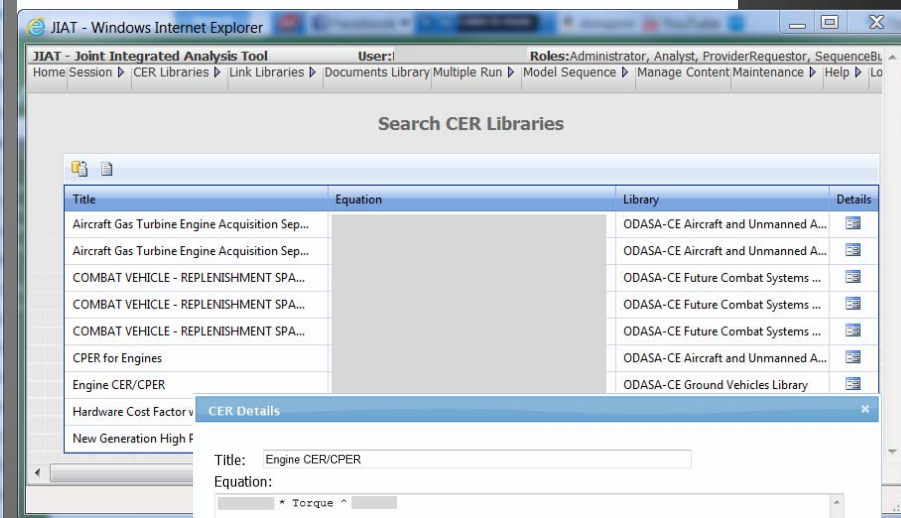 JIAT - Windows Internet Explorer
JIAT - Joint Integrated Analysis Tool User: Roles:Administrator, Analyst, ProviderRequestor, SequenceBu
Home Session CER Libraries Link Libraries Documents Library Multiple Run Model Sequence Manage Content Maintenance Help Lo
Search CER Libraries
Title Equation Library Details
Aircraft Gas Turbine Engine Acquisition Sep... ODASA-CE Aircraft and Unmanned A...
Aircraft Gas Turbine Engine Acquisition Sep... ODASA-CE Aircraft and Unmanned A...
COMBAT VEHICLE - REPLENISHMENT SPA... ODASA-CE Future Combat Systems ...
COMBAT VEHICLE - REPLENISHMENT SPA... ODASA-CE Future Combat Systems ...
COMBAT VEHICLE - REPLENISHMENT SPA... ODASA-CE Future Combat Systems ...
CPER for Engines ODASA-CE Aircraft and Unmanned A...
Engine CER/CPER ODASA-CE Ground Vehicles Library
Hardware Cost Factor
New Generation High
CER Details
Title: Engine CER/CPER
Equation:
* Torque ^